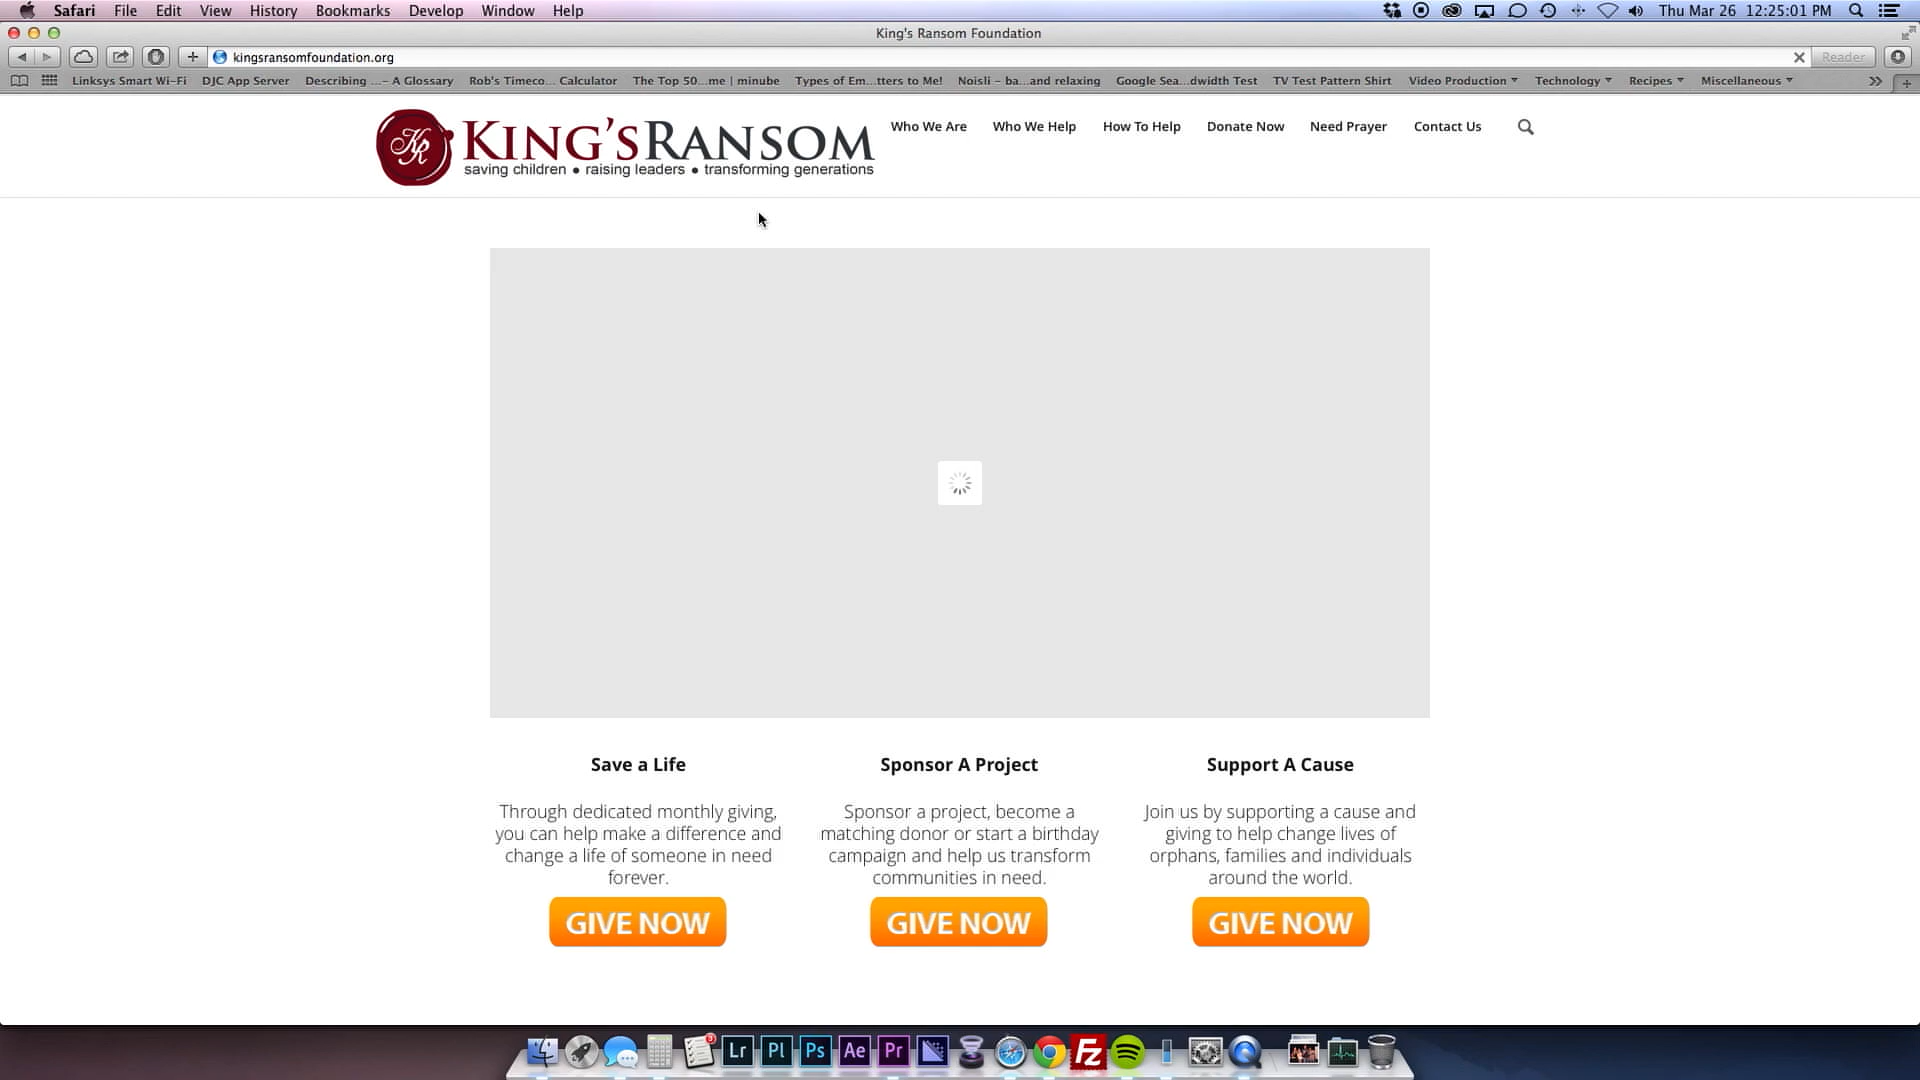 Safari File Edit View History Bookmarks Develop Window Help Thu Mar 26 12:25:01 PM
King's Ransom Foundation
kingsransomfoundation.org Reader
Linksys Smart Wi-Fi DJC App Server Describing ...- A Glossary Rob's Timeco... Calculator The Top 50...me | minube Types of Em...tters to Me! Noisli - ba...and relaxing Google Sea...dwidth Test TV Test Pattern Shirt Video Production Technology Recipes Miscellaneous
KR
KING'S RANSOM
saving children • raising leaders • transforming generations
Who We Are Who We Help How To Help Donate Now Need Prayer Contact Us
Save a Life
Through dedicated monthly giving,
you can help make a difference and
change a life of someone in need
forever.
GIVE NOW
Sponsor A Project
Sponsor a project, become a
matching donor or start a birthday
campaign and help us transform
communities in need.
GIVE NOW
Support A Cause
Join us by supporting a cause and
giving to help change lives of
orphans, families and individuals
around the world.
GIVE NOW
Lr Pl Ps Ae Pr FZ